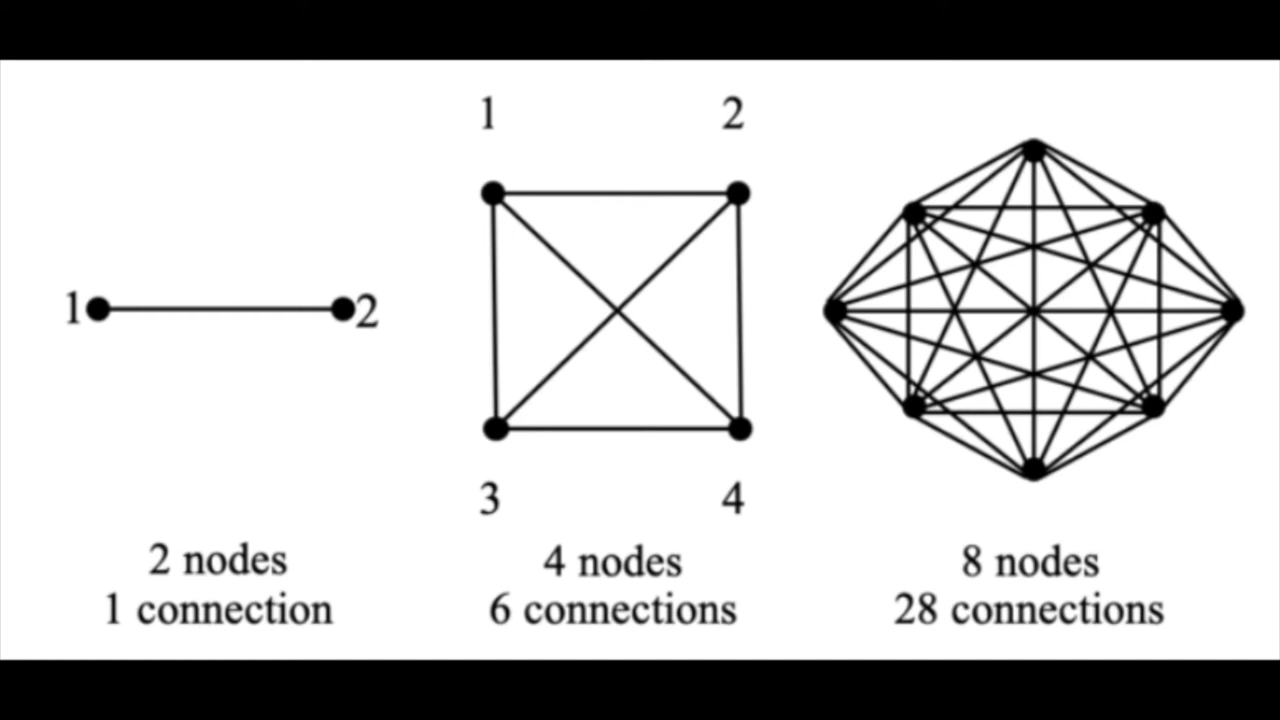 1 2
1 2
3 4
2 nodes
1 connection
4 nodes
6 connections
8 nodes
28 connections